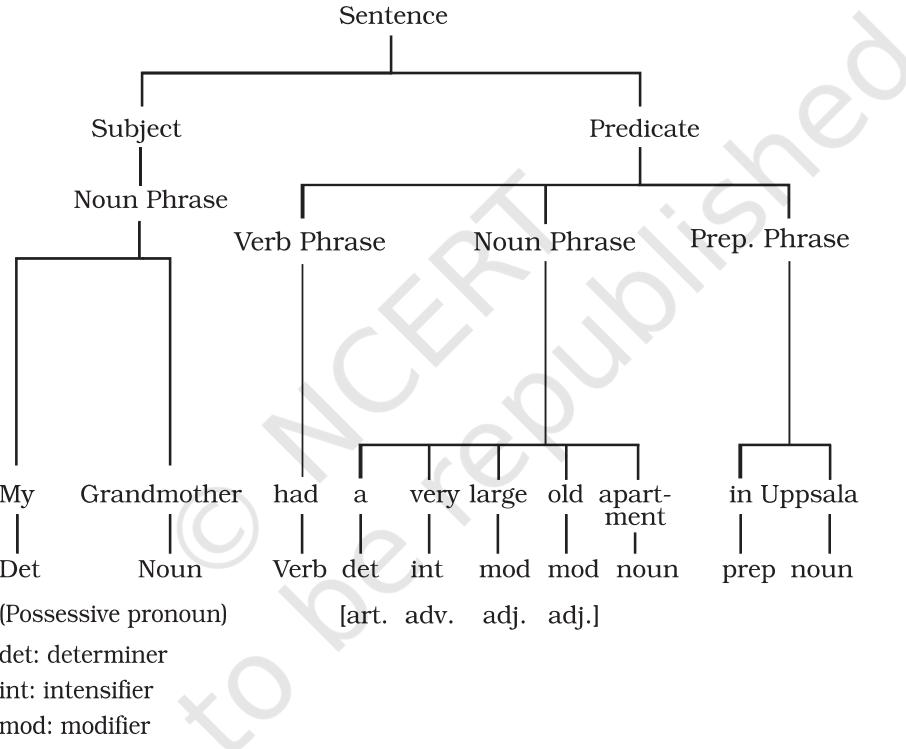 Sentence
Subject Predicate
Noun Phrase
Verb Phrase Noun Phrase Prep. Phrase
My Grandmother had a very large old apart-
ment
in Uppsala
Det Noun Verb det int mod mod noun prep noun
(Possessive pronoun) [art. adv. adj. adj.]
det: determiner
int: intensifier
mod: modifier
© NCERT
to be republished